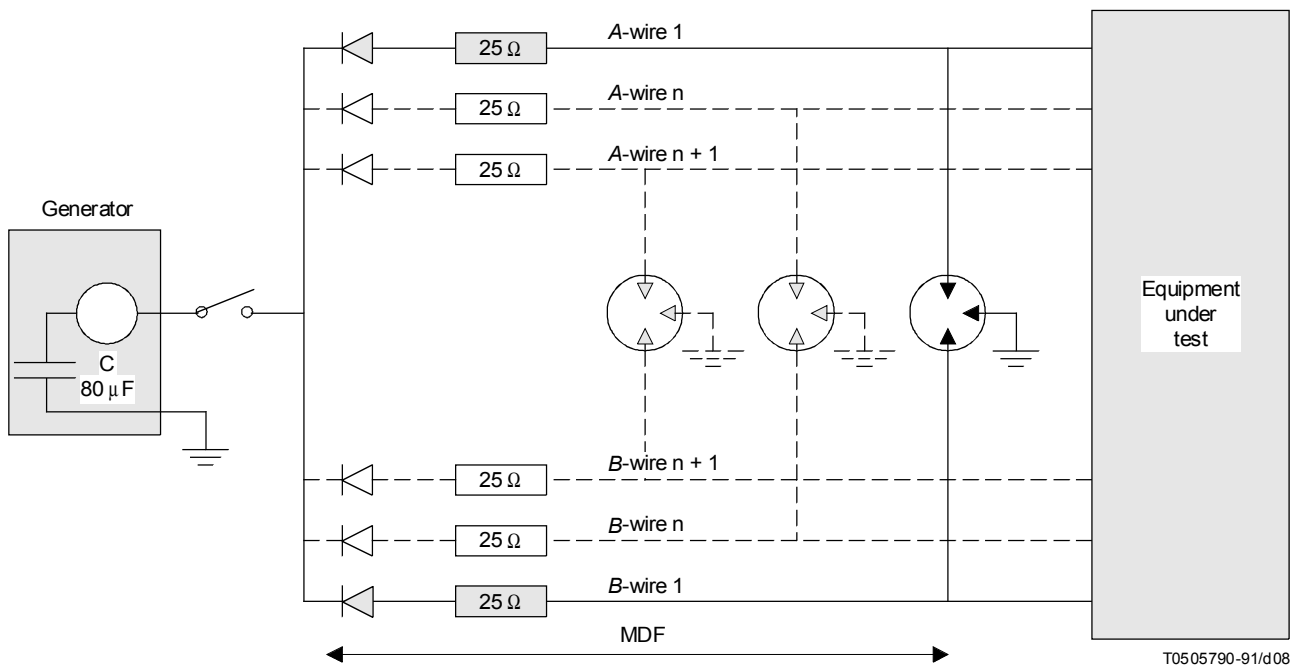 25 Ω
A-wire 1
25 Ω
A-wire n
25 Ω
A-wire n + 1
Generator
C
80 μF
Equipment
under
test
25 Ω
B-wire n + 1
25 Ω
B-wire n
25 Ω
B-wire 1
MDF
T0505790-91/d08